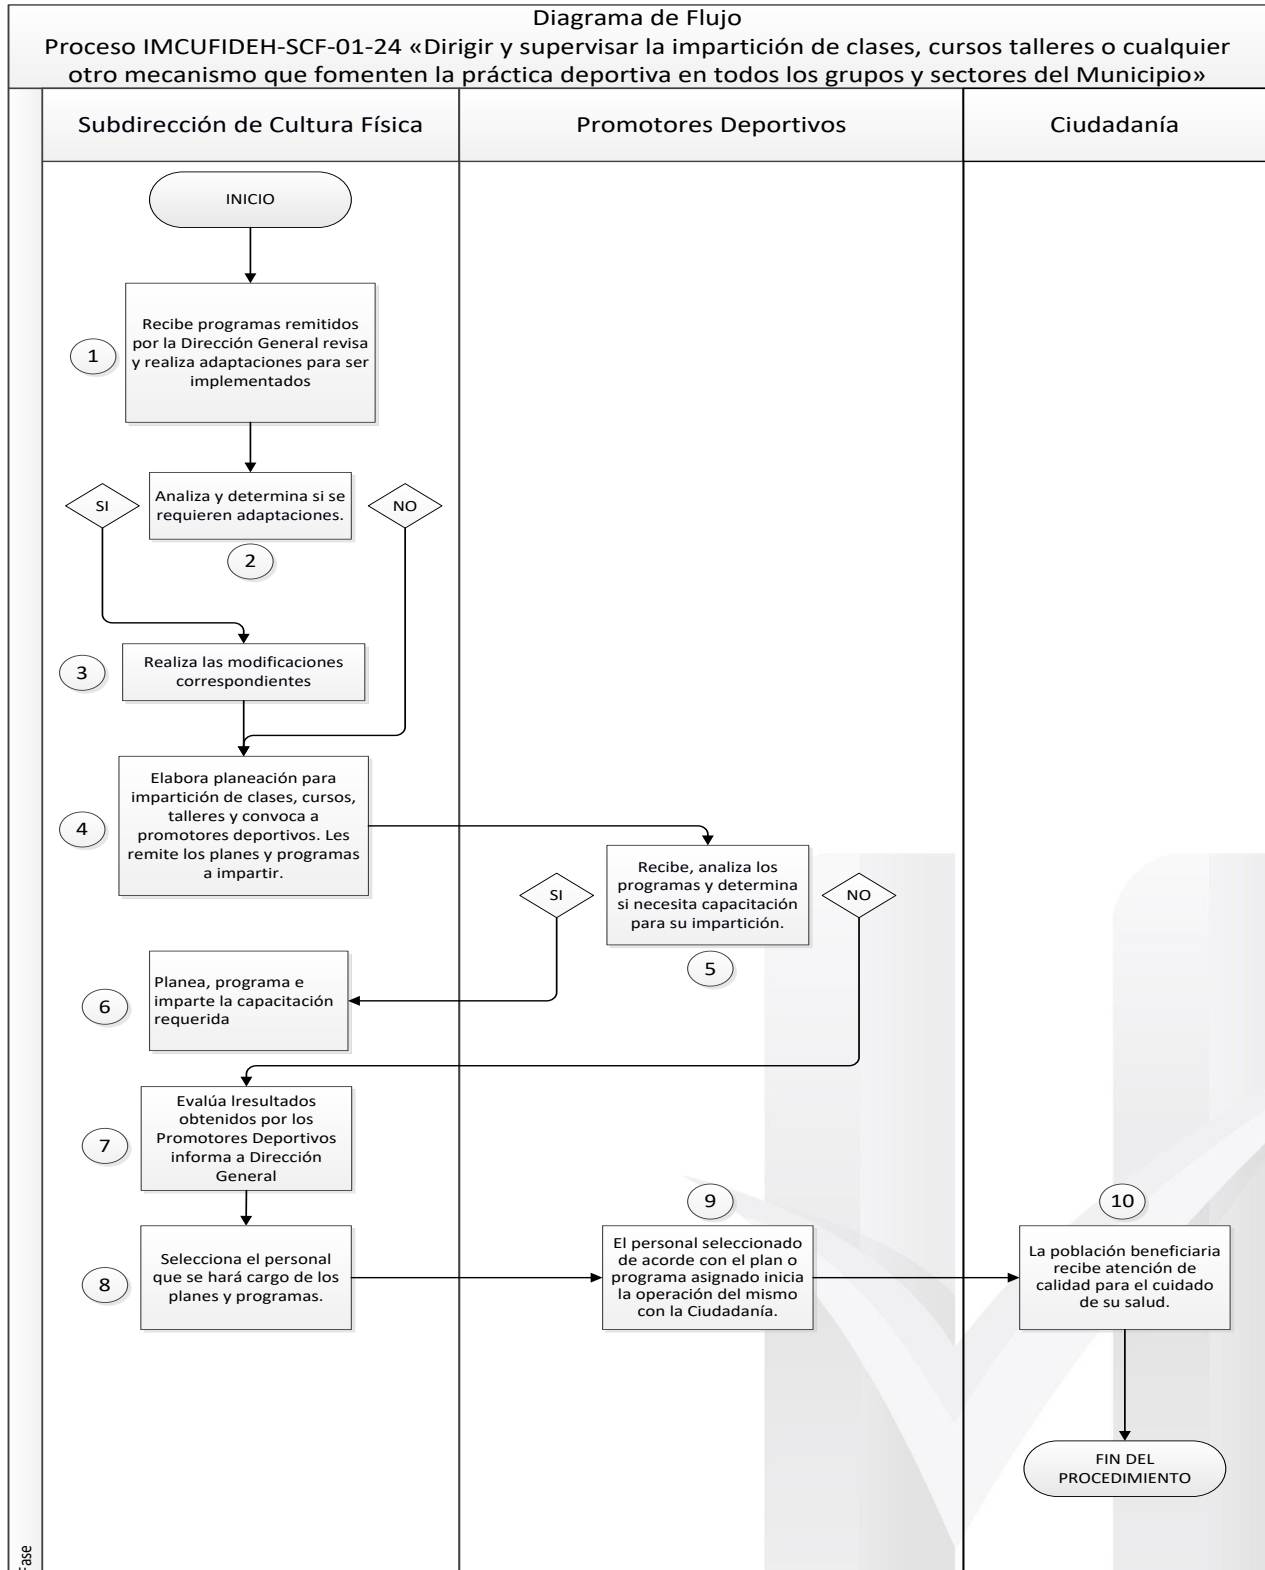 Diagrama de Flujo
Proceso IMCUFIDEH-SCF-01-24 «Dirigir y supervisar la impartición de clases, cursos talleres o cualquier
otro mecanismo que fomenten la práctica deportiva en todos los grupos y sectores del Municipio»
Subdirección de Cultura Física
Promotores Deportivos
Ciudadanía
INICIO
1
Recibe programas remitidos
por la Dirección General revisa
y realiza adaptaciones para ser
implementados
SI
Analiza y determina si se
requieren adaptaciones.
NO
2
3
Realiza las modificaciones
correspondientes
4
Elabora planeación para
impartición de clases, cursos,
talleres y convoca a
promotores deportivos. Les
remite los planes y programas
a impartir.
SI
Recibe, analiza los
programas y determina
si necesita capacitación
para su impartición.
NO
5
6
Planea, programa e
imparte la capacitación
requerida
7
Evalúa lresultados
obtenidos por los
Promotores Deportivos
informa a Dirección
General
8
Selecciona el personal
que se hará cargo de los
planes y programas.
9
El personal seleccionado
de acorde con el plan o
programa asignado inicia
la operación del mismo
con la Ciudadanía.
10
La población beneficiaria
recibe atención de
calidad para el cuidado
de su salud.
FIN DEL
PROCEDIMIENTO
Fase